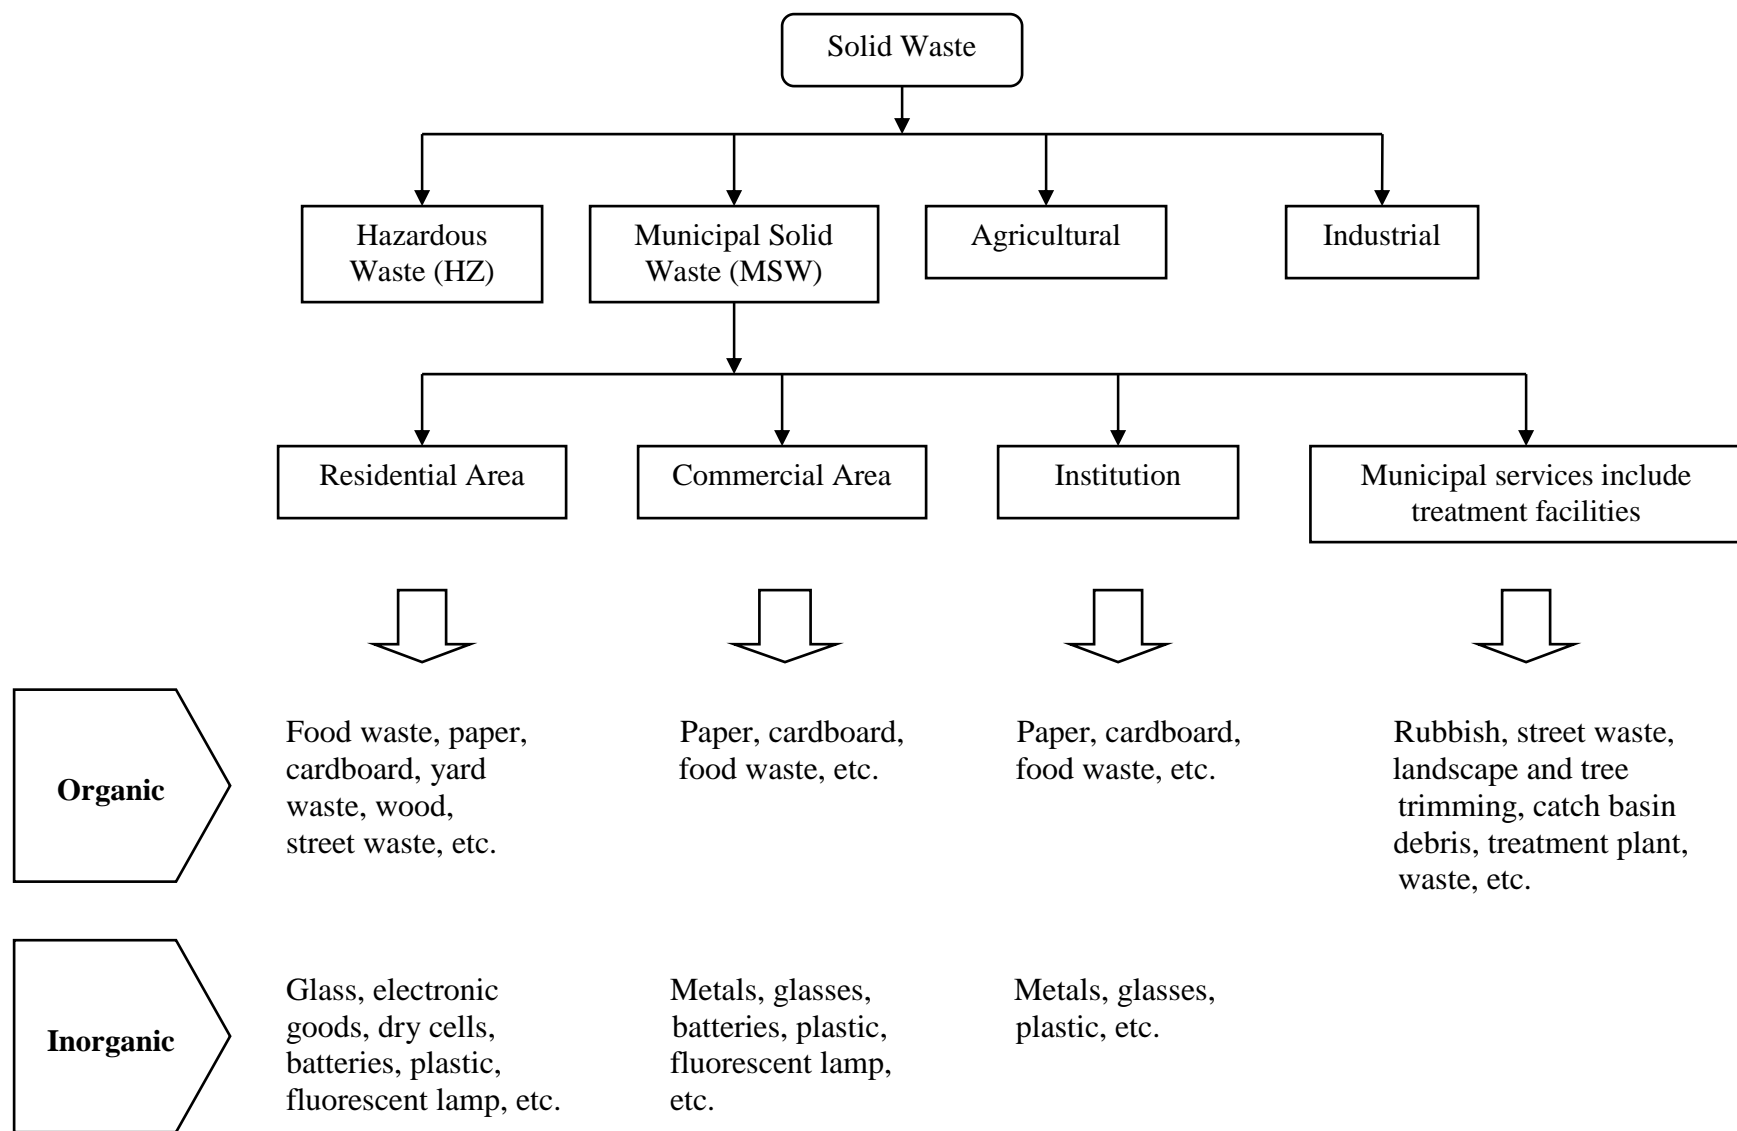 Solid Waste
Hazardous
Waste (HZ)
Municipal Solid
Waste (MSW)
Agricultural
Industrial
Residential Area
Commercial Area
Institution
Municipal services include
treatment facilities
Organic
Food waste, paper,
cardboard, yard
waste, wood,
street waste, etc.
Paper, cardboard,
food waste, etc.
Paper, cardboard,
food waste, etc.
Rubbish, street waste,
landscape and tree
trimming, catch basin
debris, treatment plant,
waste, etc.
Inorganic
Glass, electronic
goods, dry cells,
batteries, plastic,
fluorescent lamp, etc.
Metals, glasses,
batteries, plastic,
fluorescent lamp,
etc.
Metals, glasses,
plastic, etc.